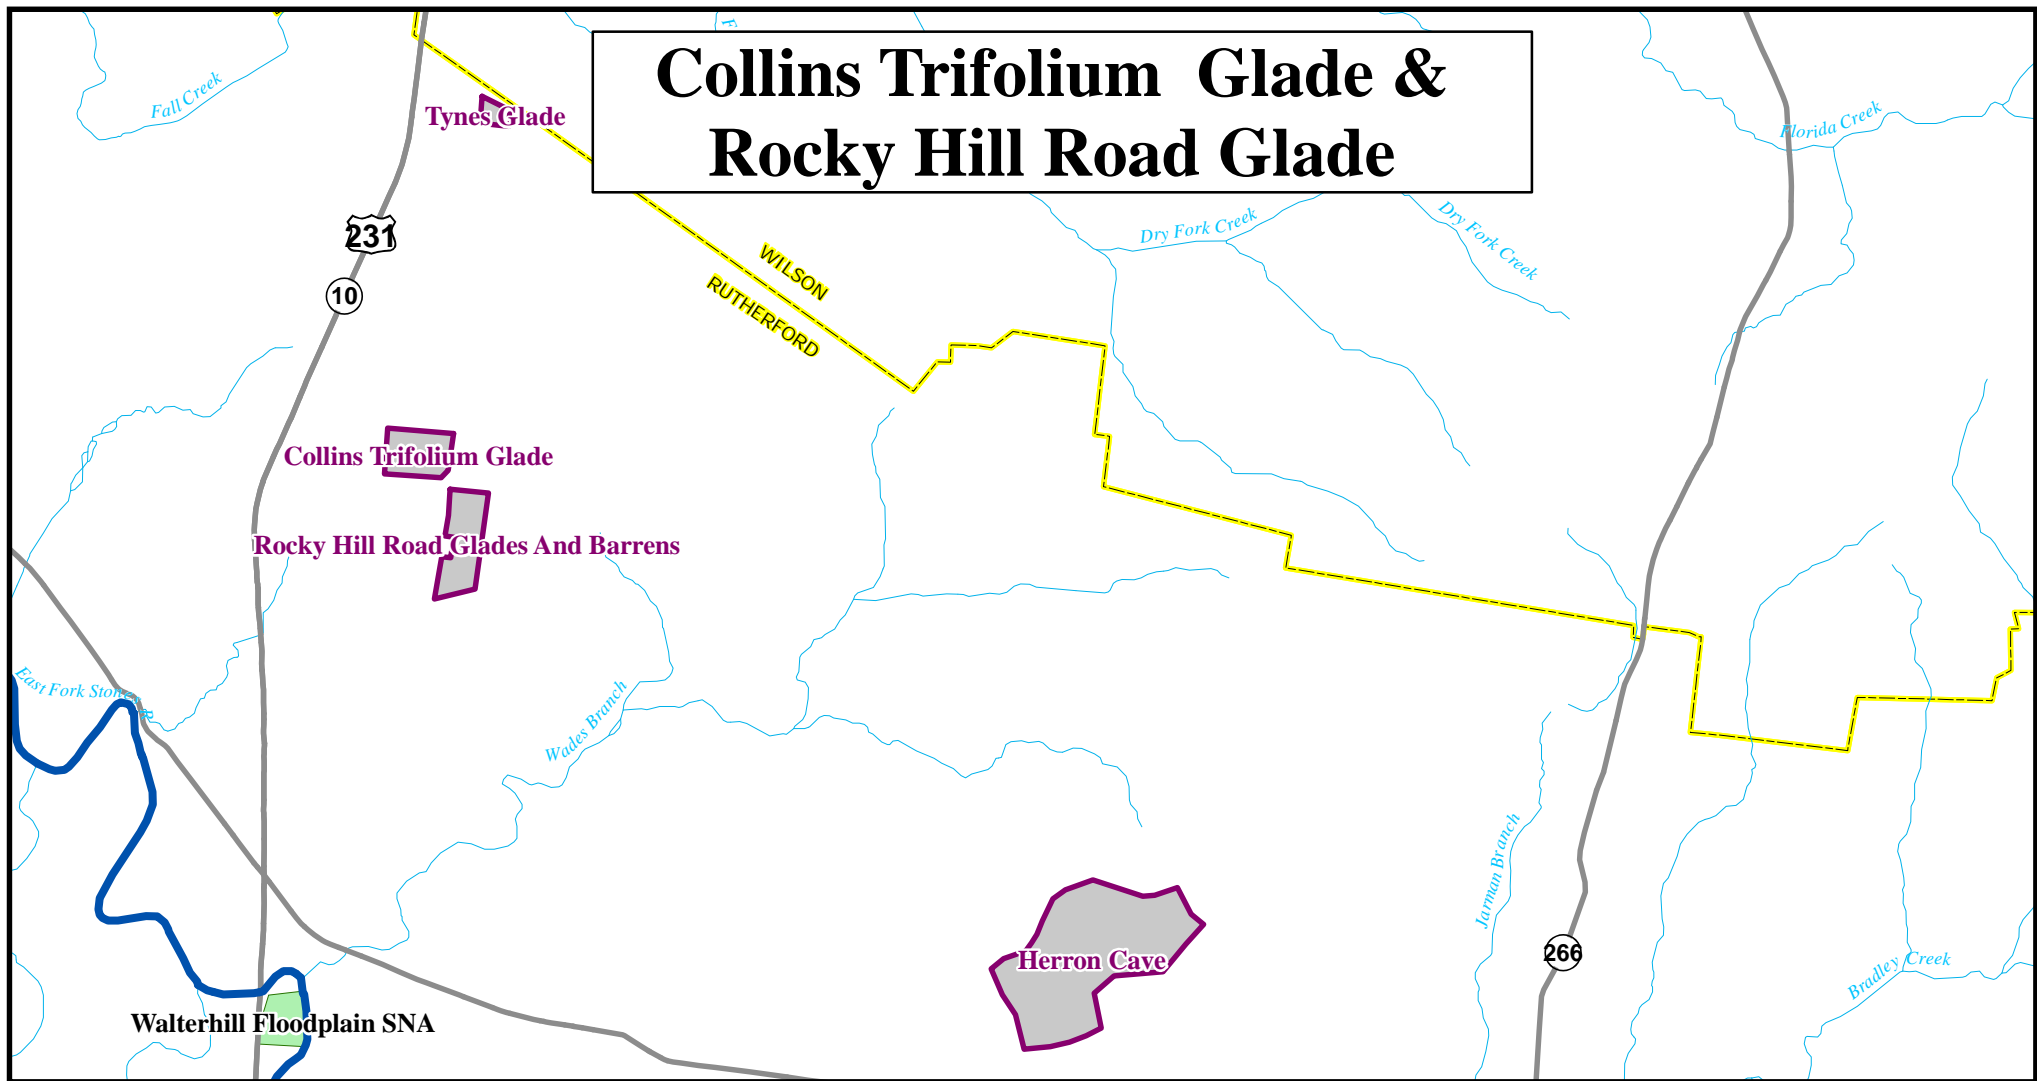 Collins Trifolium Glade &
Rocky Hill Road Glade
F
Fall Creek
Tynes Glade
Florida Creek
Dry Fork Creek
Dry Fork Creek
231
10
WILSON
RUTHERFORD
Collins Trifolium Glade
Rocky Hill Road Glades And Barrens
East Fork Stones R
Wades Branch
Jarman Branch
Herron Cave
266
Bradley Creek
Walterhill Floodplain SNA